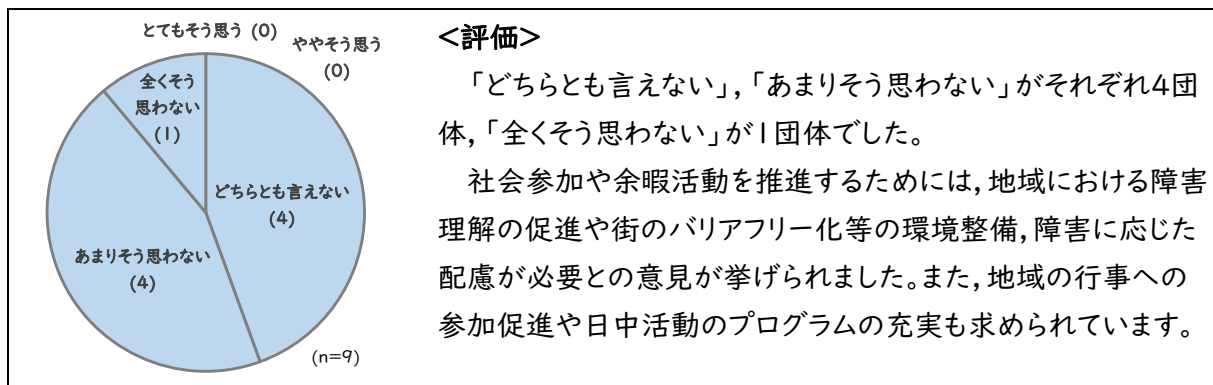 とてもそう思う (0)
ややそう思う
(0)
全くそう
思わない
(1)
どちらとも言えない
(4)
あまりそう思わない
(4)
(n=9)
<評価>
「どちらとも言えない」,「あまりそう思わない」がそれぞれ4団
体,「全くそう思わない」が1団体でした。
社会参加や余暇活動を推進するためには,地域における障害
理解の促進や街のバリアフリー化等の環境整備,障害に応じた
配慮が必要との意見が挙げられました。また,地域の行事への
参加促進や日中活動のプログラムの充実も求められています。